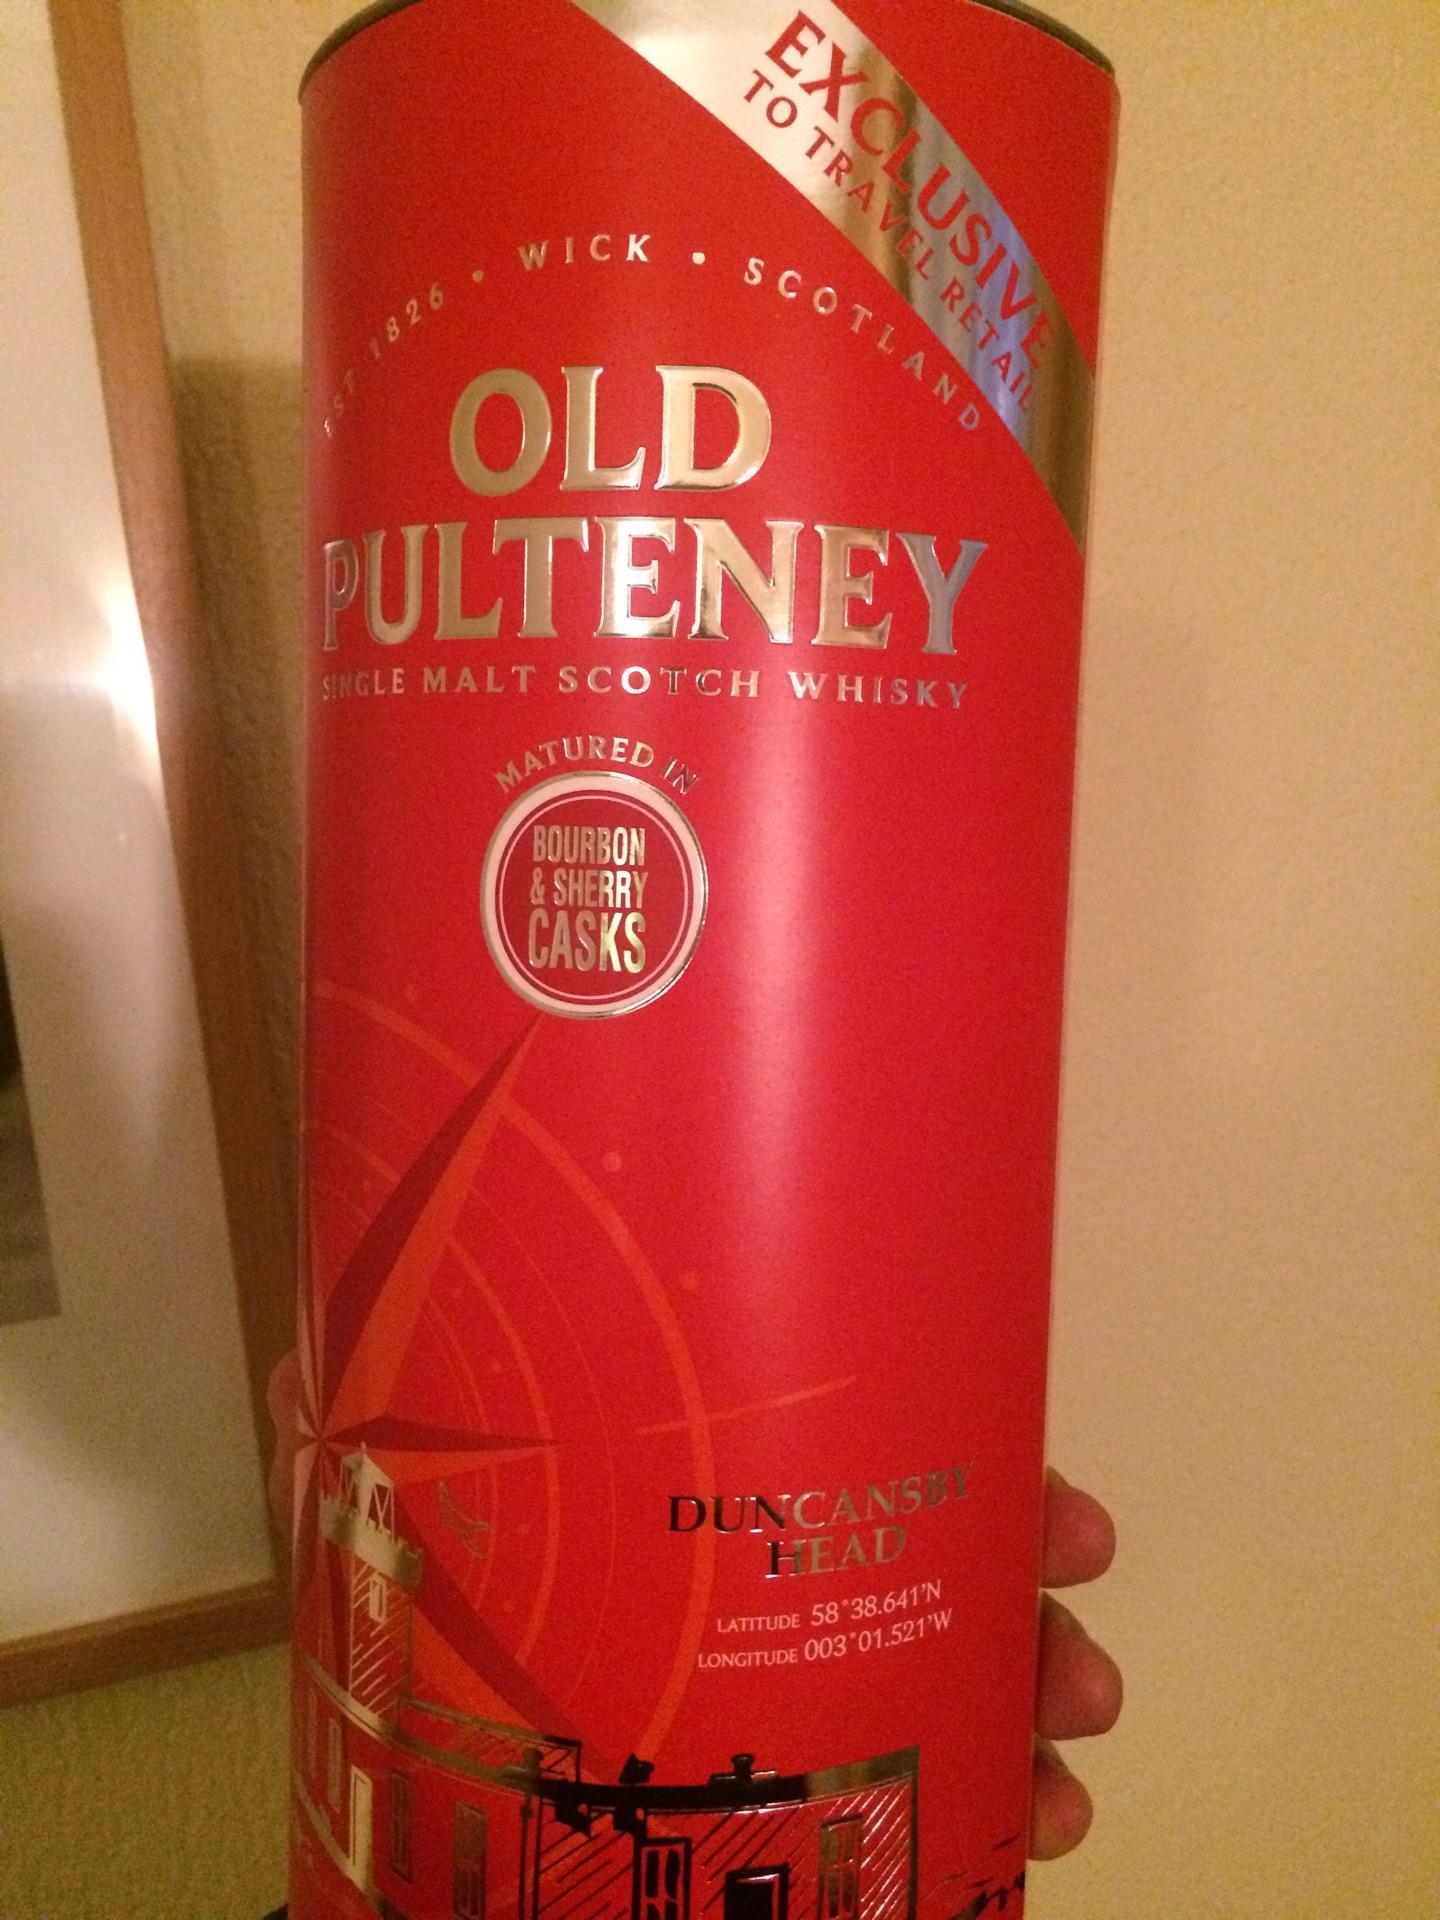 EXCLUSIVE
TO TRAVEL RETAIL
EST 1826 • WICK • SCOTLAND
OLD
PULTENEY
SINGLE MALT SCOTCH WHISKY
MATURED IN
BOURBON
& SHERRY
CASKS
DUNCANSBY
HEAD
LATITUDE 58°38.641'N
LONGITUDE 003°01.521'W